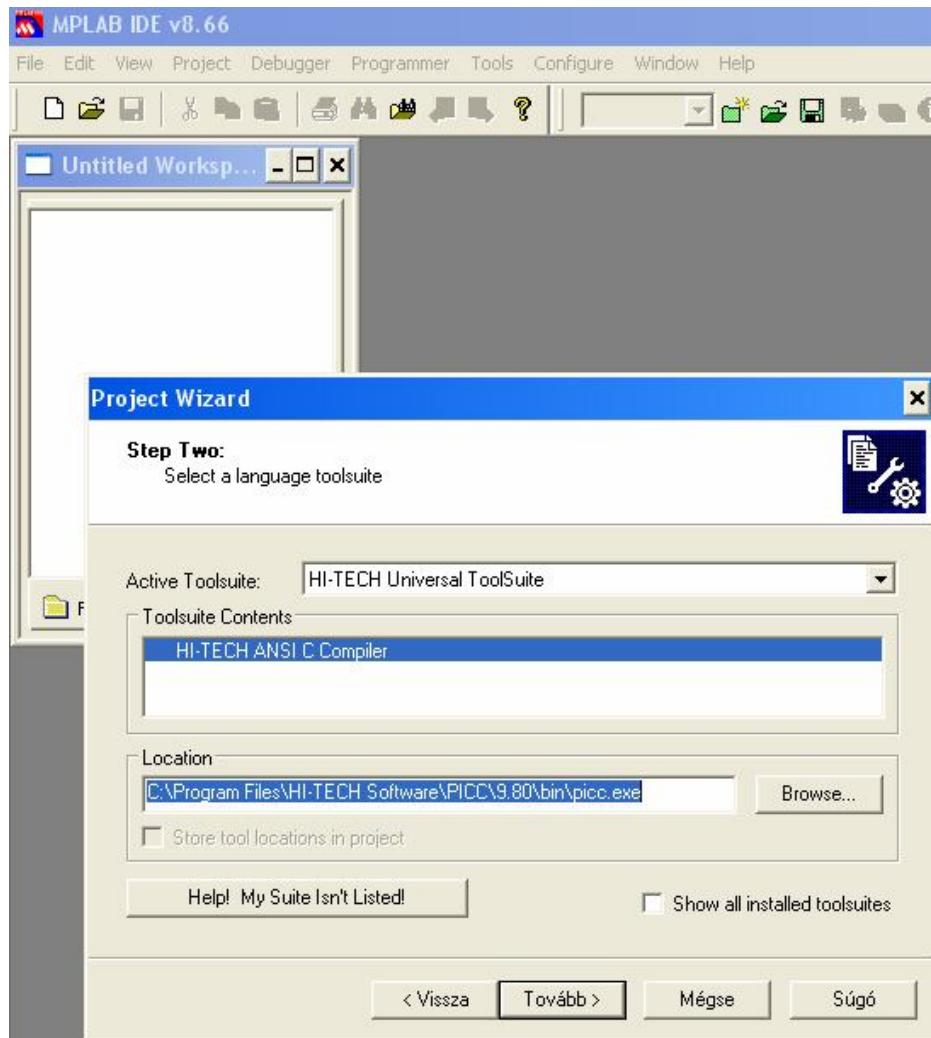 MPLAB IDE v8.66
File Edit View Project Debugger Programmer Tools Configure Window Help
Untitled Worksp...
Project Wizard
Step Two:
Select a language toolsuite
Active Toolsuite: HI-TECH Universal ToolSuite
Toolsuite Contents
HI-TECH ANSI C Compiler
Location
C:\Program Files\HI-TECH Software\PICC\9.80\bin\picc.exe Browse...
Store tool locations in project
Help! My Suite Isn't Listed! Show all installed toolsuites
< Vissza Tovább > Mégse Súgó